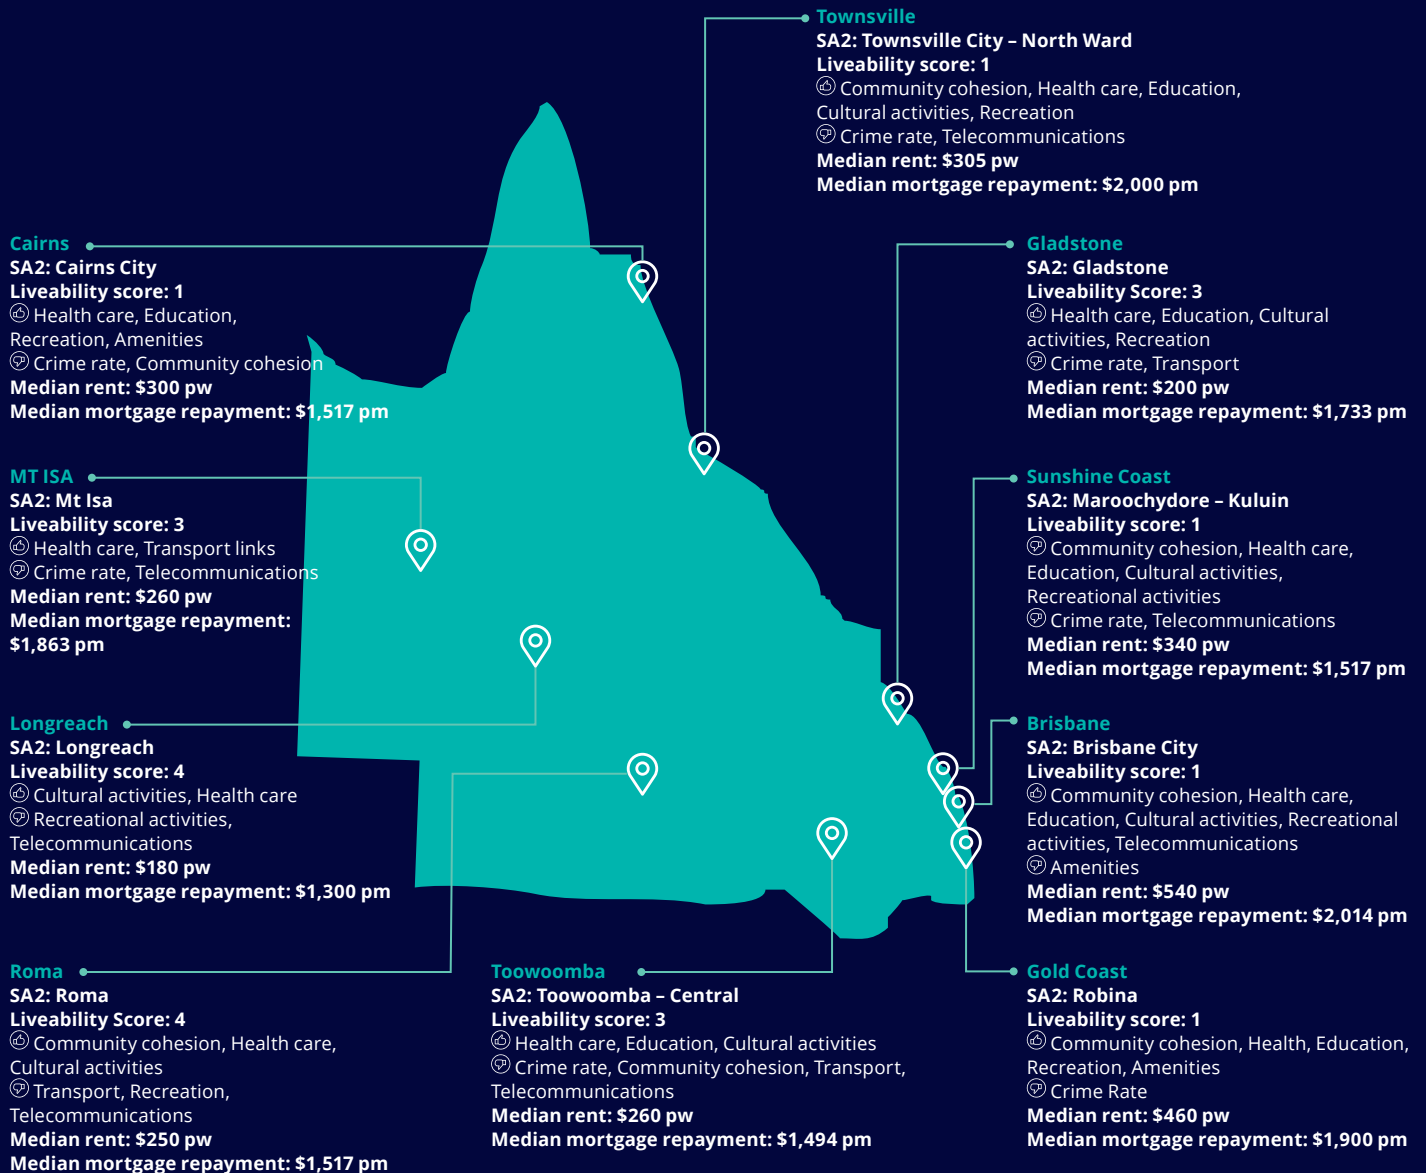 Townsville
SA2: Townsville City – North Ward
Liveability score: 1
Community cohesion, Health care, Education,
Cultural activities, Recreation
Crime rate, Telecommunications
Median rent: $305 pw
Median mortgage repayment: $2,000 pm
Cairns
SA2: Cairns City
Liveability score: 1
Health care, Education,
Recreation, Amenities
Crime rate, Community cohesion
Median rent: $300 pw
Median mortgage repayment: $1,517 pm
Gladstone
SA2: Gladstone
Liveability Score: 3
Health care, Education, Cultural
activities, Recreation
Crime rate, Transport
Median rent: $200 pw
Median mortgage repayment: $1,733 pm
MT ISA
SA2: Mt Isa
Liveability score: 3
Health care, Transport links
Crime rate, Telecommunications
Median rent: $260 pw
Median mortgage repayment:
$1,863 pm
Sunshine Coast
SA2: Maroochydore – Kuluin
Liveability score: 1
Community cohesion, Health care,
Education, Cultural activities,
Recreational activities
Crime rate, Telecommunications
Median rent: $340 pw
Median mortgage repayment: $1,517 pm
Longreach
SA2: Longreach
Liveability score: 4
Cultural activities, Health care
Recreational activities,
Telecommunications
Median rent: $180 pw
Median mortgage repayment: $1,300 pm
Brisbane
SA2: Brisbane City
Liveability score: 1
Community cohesion, Health care,
Education, Cultural activities, Recreational
activities, Telecommunications
Amenities
Median rent: $540 pw
Median mortgage repayment: $2,014 pm
Roma
SA2: Roma
Liveability Score: 4
Community cohesion, Health care,
Cultural activities
Transport, Recreation,
Telecommunications
Median rent: $250 pw
Median mortgage repayment: $1,517 pm
Toowoomba
SA2: Toowoomba – Central
Liveability score: 3
Health care, Education, Cultural activities
Crime rate, Community cohesion, Transport,
Telecommunications
Median rent: $260 pw
Median mortgage repayment: $1,494 pm
Gold Coast
SA2: Robina
Liveability score: 1
Community cohesion, Health, Education,
Recreation, Amenities
Crime Rate
Median rent: $460 pw
Median mortgage repayment: $1,900 pm